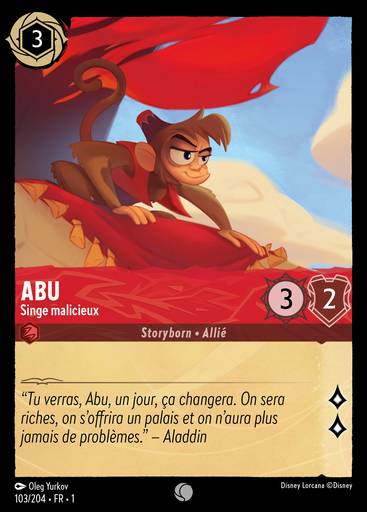 3
ABU
Singe malicieux
3
2
Storyborn • Allié
“Tu verras, Abu, un jour, ça changera. On sera
riches, on s’offrira un palais et on n’aura plus
jamais de problèmes.” – Aladdin
Oleg Yurkov
103/204 • FR • 1
Disney Lorcana ©Disney